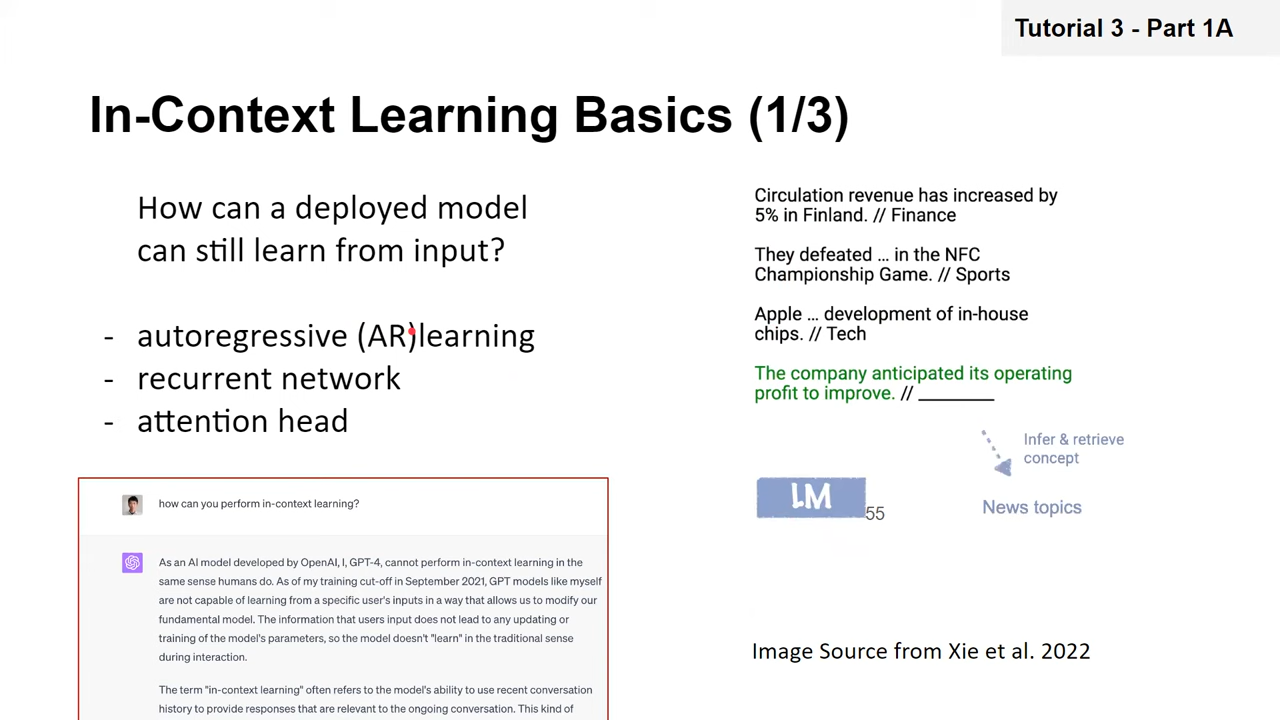 Tutorial 3 - Part 1A
In-Context Learning Basics (1/3)
How can a deployed model
can still learn from input?
- autoregressive (AR)learning
- recurrent network
- attention head
how can you perform in-context learning?
As an AI model developed by OpenAI, I, GPT-4, cannot perform in-context learning in the
same sense humans do. As of my training cut-off in September 2021, GPT models like myself
are not capable of learning from a specific user's inputs in a way that allows us to modify our
fundamental model. The information that users input does not lead to any updating or
training of the model's parameters, so the model doesn't "learn" in the traditional sense
during interaction.
The term "in-context learning" often refers to the model's ability to use recent conversation
history to provide responses that are relevant to the ongoing conversation. This kind of
Circulation revenue has increased by
5% in Finland. // Finance
They defeated ... in the NFC
Championship Game. // Sports
Apple ... development of in-house
chips. // Tech
The company anticipated its operating
profit to improve. // ________
Infer & retrieve
concept
LM
55
News topics
Image Source from Xie et al. 2022